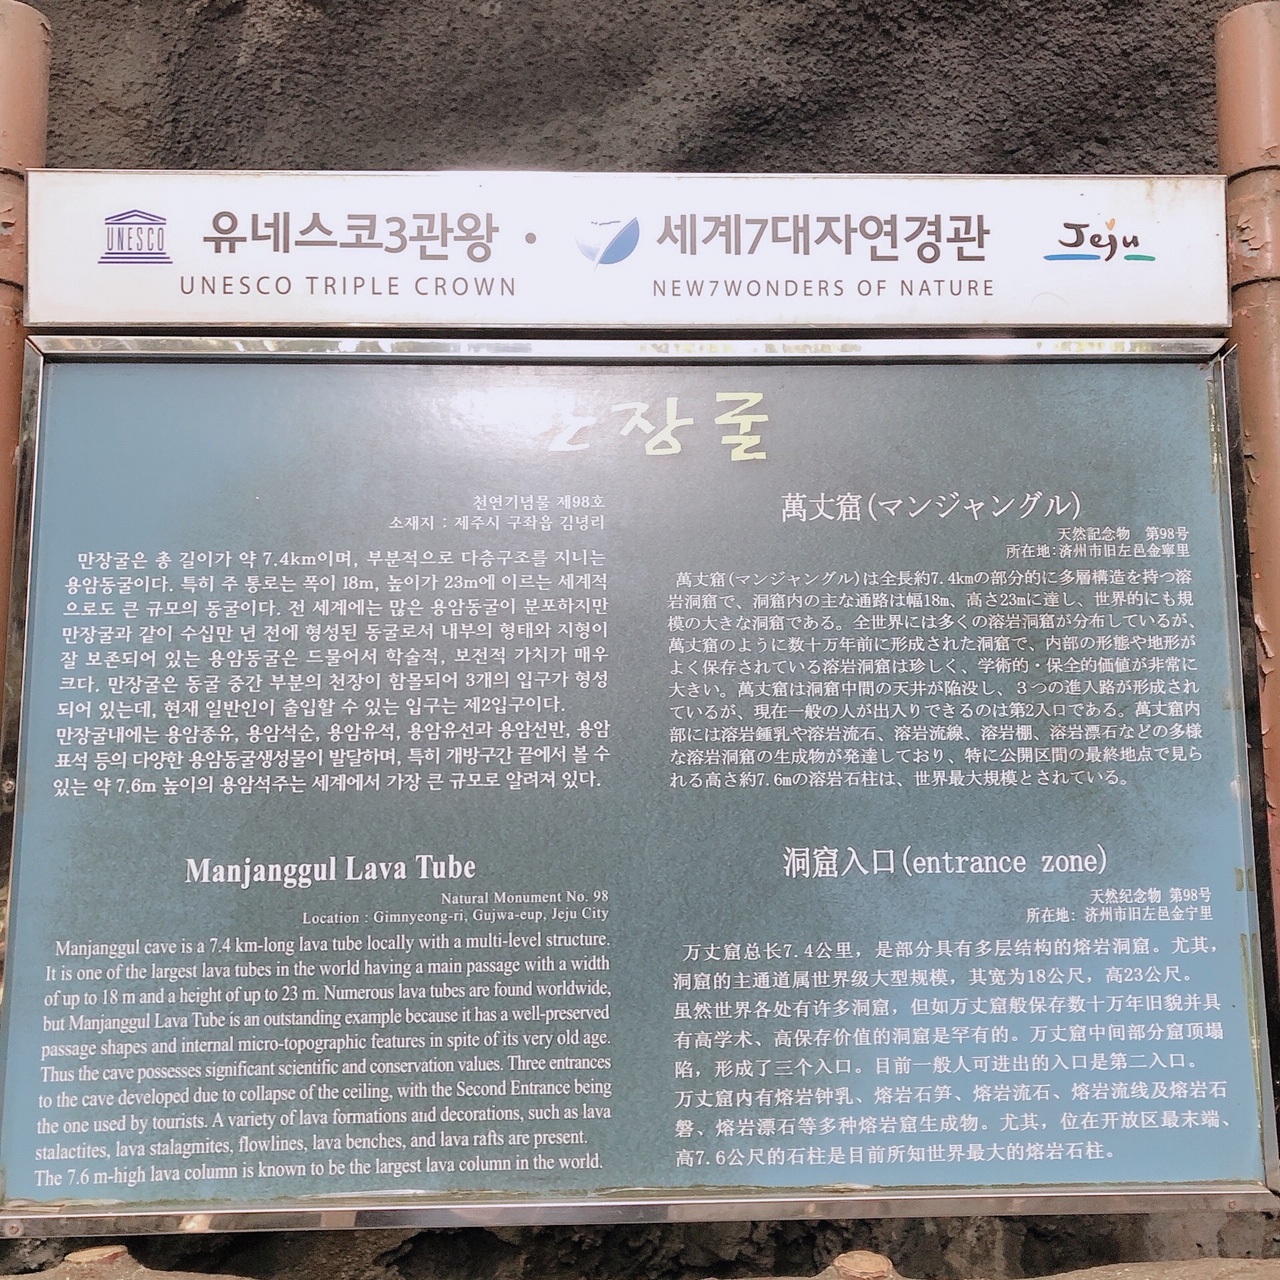 UNESCO
유네스코3관왕 · 세계7대자연경관
UNESCO TRIPLE CROWN
NEW7WONDERS OF NATURE
Jeju
장굴
천연기념물 제98호
소재지 : 제주시 구좌읍 김녕리
만장굴은 총 길이가 약 7.4km이며, 부분적으로 다층구조를 지니는
용암동굴이다. 특히 주 통로는 폭이 18m, 높이가 23m에 이르는 세계적
으로도 큰 규모의 동굴이다. 전 세계에는 많은 용암동굴이 분포하지만
만장굴과 같이 수십만 년 전에 형성된 동굴로서 내부의 형태와 지형이
잘 보존되어 있는 용암동굴은 드물어서 학술적, 보전적 가치가 매우
크다. 만장굴은 동굴 중간 부분의 천장이 함몰되어 3개의 입구가 형성
되어 있는데, 현재 일반인이 출입할 수 있는 입구는 제2입구이다.
만장굴내에는 용암종유, 용암석순, 용암유석, 용암유선과 용암선반, 용암
표석 등의 다양한 용암동굴생성물이 발달하며, 특히 개방구간 끝에서 볼 수
있는 약 7.6m 높이의 용암석주는 세계에서 가장 큰 규모로 알려져 있다.
萬丈窟(マンジャングル)
天然記念物 第98号
所在地:済州市旧左邑金寧里
萬丈窟(マンジャングル)は全長約7.4kmの部分的に多層構造を持つ溶
岩洞窟で、洞窟内の主な通路は幅18m、高さ23mに達し、世界的にも規
模の大きな洞窟である。全世界には多くの溶岩洞窟が分布しているが、
萬丈窟のように数十万年前に形成された洞窟で、内部の形態や地形が
よく保存されている溶岩洞窟は珍しく、学術的・保全的価値が非常に
大きい。萬丈窟は洞窟中間の天井が陥没し、３つの進入路が形成され
ているが、現在一般の人が出入りできるのは第2入口である。萬丈窟内
部には溶岩鍾乳や溶岩流石、溶岩流線、溶岩棚、溶岩漂石などの多様
な溶岩洞窟の生成物が発達しており、特に公開区間の最終地点で見ら
れる高さ約7.6mの溶岩石柱は、世界最大規模とされている。
Manjanggul Lava Tube
Natural Monument No. 98
Location : Gimnyeong-ri, Gujwa-eup, Jeju City
Manjanggul cave is a 7.4 km-long lava tube locally with a multi-level structure.
It is one of the largest lava tubes in the world having a main passage with a width
of up to 18 m and a height of up to 23 m. Numerous lava tubes are found worldwide,
but Manjanggul Lava Tube is an outstanding example because it has a well-preserved
passage shapes and internal micro-topographic features in spite of its very old age.
Thus the cave possesses significant scientific and conservation values. Three entrances
to the cave developed due to collapse of the ceiling, with the Second Entrance being
the one used by tourists. A variety of lava formations and decorations, such as lava
stalactites, lava stalagmites, flowlines, lava benches, and lava rafts are present.
The 7.6 m-high lava column is known to be the largest lava column in the world.
洞窟入口(entrance zone)
天然纪念物 第98号
所在地: 济州市旧左邑金宁里
万丈窟总长7.4公里，是部分具有多层结构的熔岩洞窟。尤其，
洞窟的主通道属世界级大型规模，其宽为18公尺，高23公尺。
虽然世界各处有许多洞窟，但如万丈窟般保存数十万年旧貌并具
有高学术、高保存价值的洞窟是罕有的。万丈窟中间部分窟顶塌
陷，形成了三个入口。目前一般人可进出的入口是第二入口。
万丈窟内有熔岩钟乳、熔岩石笋、熔岩流石、熔岩流线及熔岩石
磐、熔岩漂石等多种熔岩窟生成物。尤其，位在开放区最末端、
高7.6公尺的石柱是目前所知世界最大的熔岩石柱。